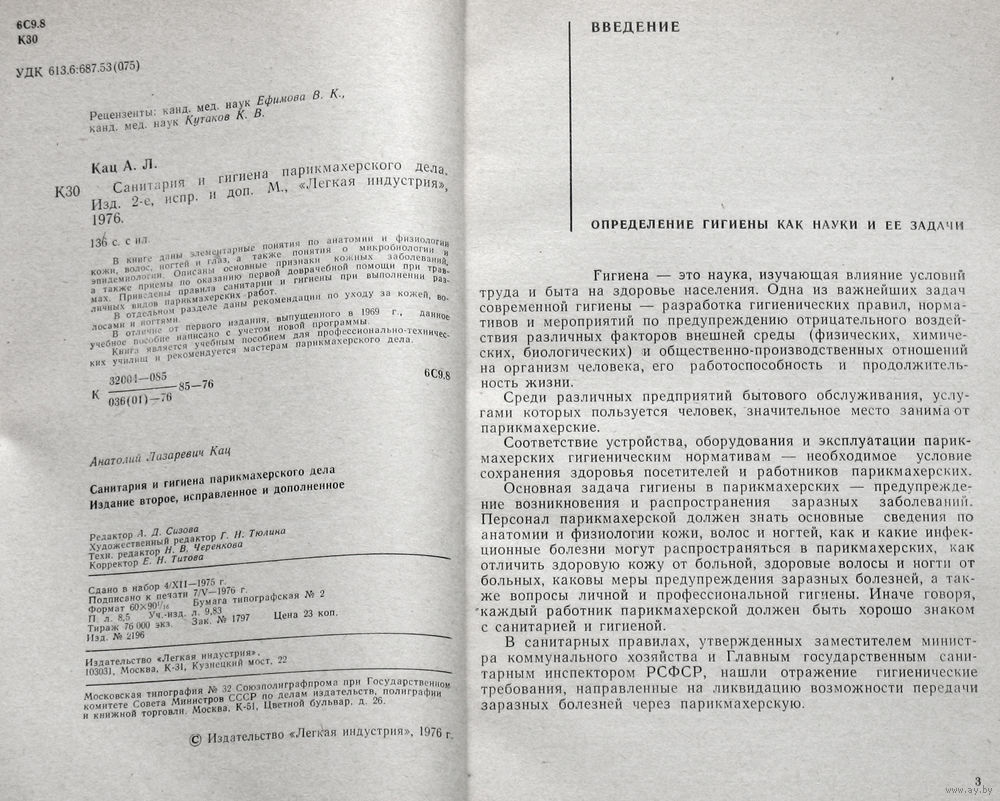 6С9.8
К30
УДК 613.6:687.53(075)
Рецензенты: канд. мед. наук Ефимова В. К.,
канд. мед. наук Кутаков К. В.
Кац А. Л.
К30 Санитария и гигиена парикмахерского дела.
Изд. 2-е, испр. и доп. М., «Легкая индустрия»,
1976.
136 с. с ил.
В книге даны элементарные понятия по анатомии и физиологии
кожи, волос, ногтей и глаз, а также понятия о микробиологии и
эпидемиологии. Описаны основные признаки кожных заболеваний,
а также приемы по оказанию первой доврачебной помощи при трав-
мах. Приведены правила санитарии и гигиены при выполнении раз-
личных видов парикмахерских работ.
В отдельном разделе даны рекомендации по уходу за кожей, во-
лосами и ногтями.
В отличие от первого издания, выпущенного в 1969 г., данное
учебное пособие написано с учетом новой программы.
Книга является учебным пособием для профессионально-техничес-
ких училищ и рекомендуется мастерам парикмахерского дела.
32004—085
К 85—76
036(01)—76
6С9.8
Анатолий Лазаревич Кац
Санитария и гигиена парикмахерского дела
Издание второе, исправленное и дополненное
Редактор А. Д. Сизова
Художественный редактор Г. Н. Тюлина
Техн. редактор Н. В. Черенкова
Корректор Е. Н. Титова
Сдано в набор 4/XII—1975 г.
Подписано к печати 7/V—1976 г.
Формат 60×90 1/16 Бумага типографская № 2
П. л. 8,5 Уч.-изд. л. 9,83
Тираж 76 000 экз. Зак. № 1797 Цена 23 коп.
Изд. № 2196
Издательство «Легкая индустрия»,
103031, Москва, К-31, Кузнецкий мост, 22
Московская типография № 32 Союзполиграфпрома при Государственном
комитете Совета Министров СССР по делам издательств, полиграфии
и книжной торговли. Москва, К-51, Цветной бульвар, д. 26.
© Издательство «Легкая индустрия», 1976 г.
ВВЕДЕНИЕ
ОПРЕДЕЛЕНИЕ ГИГИЕНЫ КАК НАУКИ И ЕЕ ЗАДАЧИ
Гигиена — это наука, изучающая влияние условий
труда и быта на здоровье населения. Одна из важнейших задач
современной гигиены — разработка гигиенических правил, норма-
тивов и мероприятий по предупреждению отрицательного воздей-
ствия различных факторов внешней среды (физических, химиче-
ских, биологических) и общественно-производственных отношений
на организм человека, его работоспособность и продолжитель-
ность жизни.
Среди различных предприятий бытового обслуживания, услу-
гами которых пользуется человек, значительное место занимают
парикмахерские.
Соответствие устройства, оборудования и эксплуатации парик-
махерских гигиеническим нормативам — необходимое условие
сохранения здоровья посетителей и работников парикмахерских.
Основная задача гигиены в парикмахерских — предупрежде-
ние возникновения и распространения заразных заболеваний.
Персонал парикмахерской должен знать основные сведения по
анатомии и физиологии кожи, волос и ногтей, как и какие инфек-
ционные болезни могут распространяться в парикмахерских, как
отличить здоровую кожу от больной, здоровые волосы и ногти от
больных, каковы меры предупреждения заразных болезней, а так-
же вопросы личной и профессиональной гигиены. Иначе говоря,
каждый работник парикмахерской должен быть хорошо знаком
с санитарией и гигиеной.
В санитарных правилах, утвержденных заместителем минист-
ра коммунального хозяйства и Главным государственным сани-
тарным инспектором РСФСР, нашли отражение гигиенические
требования, направленные на ликвидацию возможности передачи
заразных болезней через парикмахерскую.
3
www.ay.by